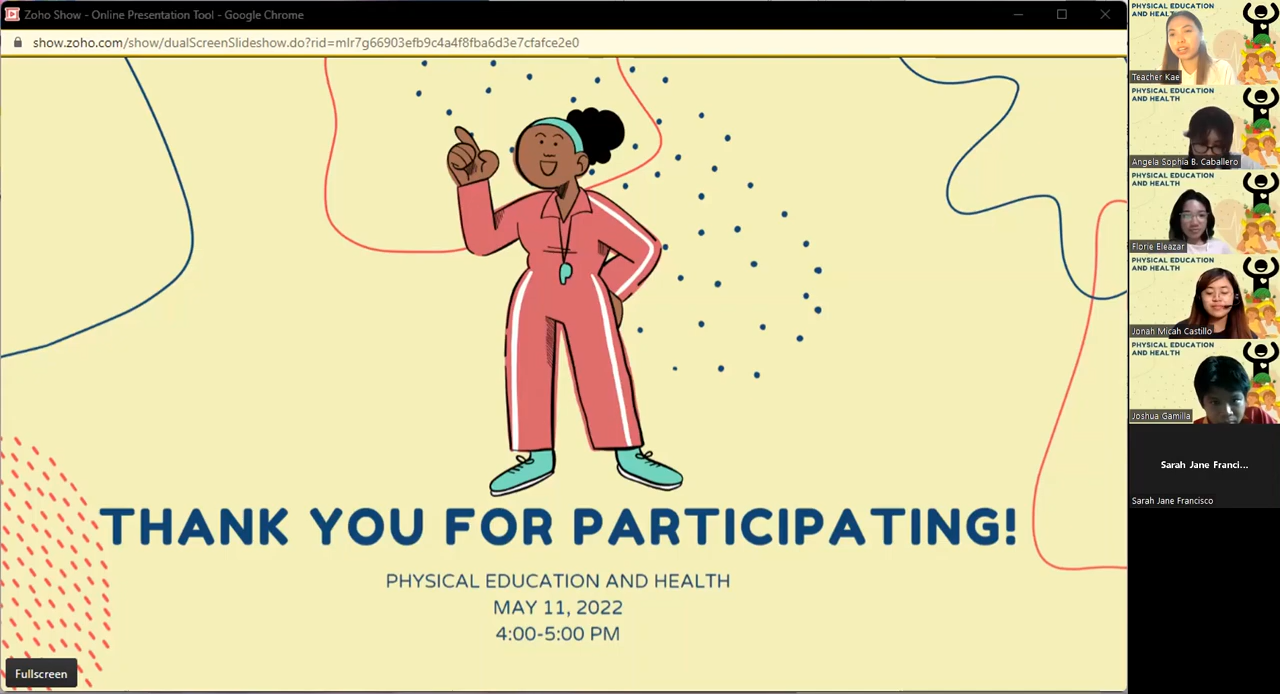 Zoho Show - Online Presentation Tool - Google Chrome
show.zoho.com/show/dualScreenSlideshow.do?rid=mlr7g66903efb9c4a4f8fba6d3e7cfafce2e0
THANK YOU FOR PARTICIPATING!
PHYSICAL EDUCATION AND HEALTH
MAY 11, 2022
4:00-5:00 PM
Fullscreen
PHYSICAL EDUCATION
AND HEALTH
Teacher Kae
PHYSICAL EDUCATION
AND HEALTH
Angela Sophia B. Caballero
PHYSICAL EDUCATION
AND HEALTH
Florie Eleazar
PHYSICAL EDUCATION
AND HEALTH
Jonah Micah Castillo
PHYSICAL EDUCATION
AND HEALTH
Joshua Gamilla
Sarah Jane Franci...
Sarah Jane Francisco